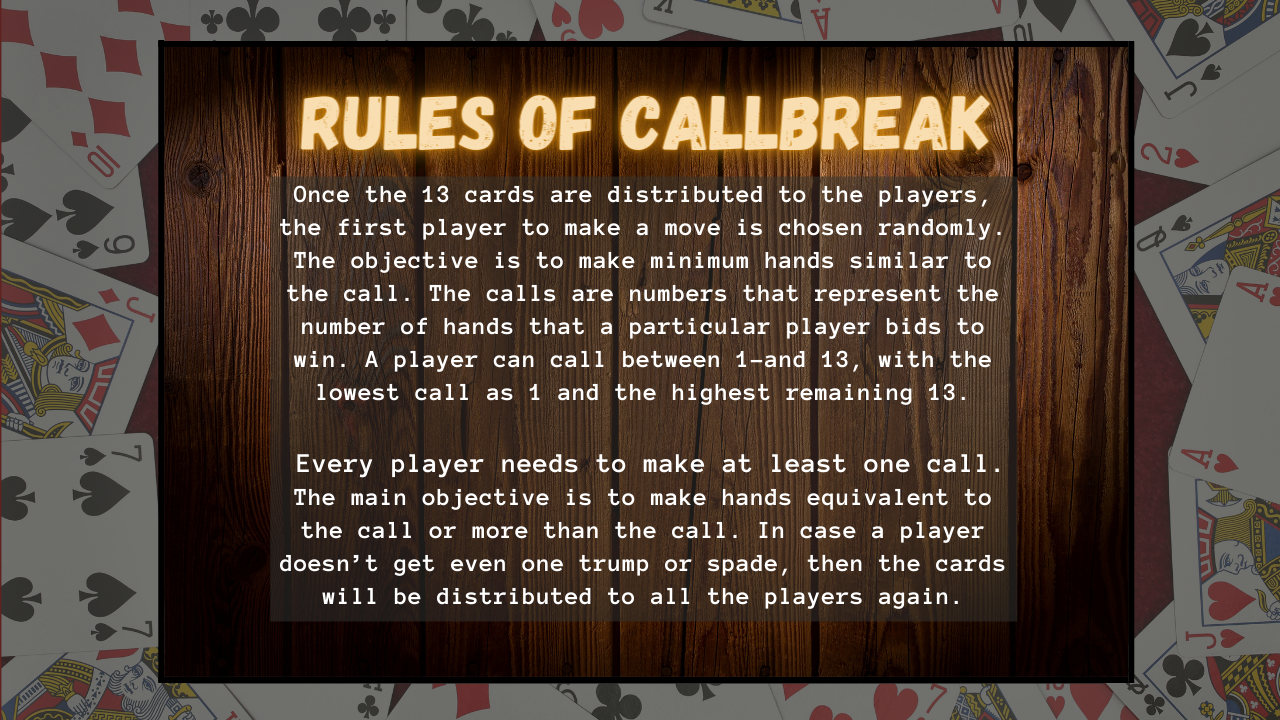 RULES OF CALLBREAK
Once the 13 cards are distributed to the players,
the first player to make a move is chosen randomly.
The objective is to make minimum hands similar to
the call. The calls are numbers that represent the
number of hands that a particular player bids to
win. A player can call between 1-and 13, with the
lowest call as 1 and the highest remaining 13.
Every player needs to make at least one call.
The main objective is to make hands equivalent to
the call or more than the call. In case a player
doesn't get even one trump or spade, then the cards
will be distributed to all the players again.